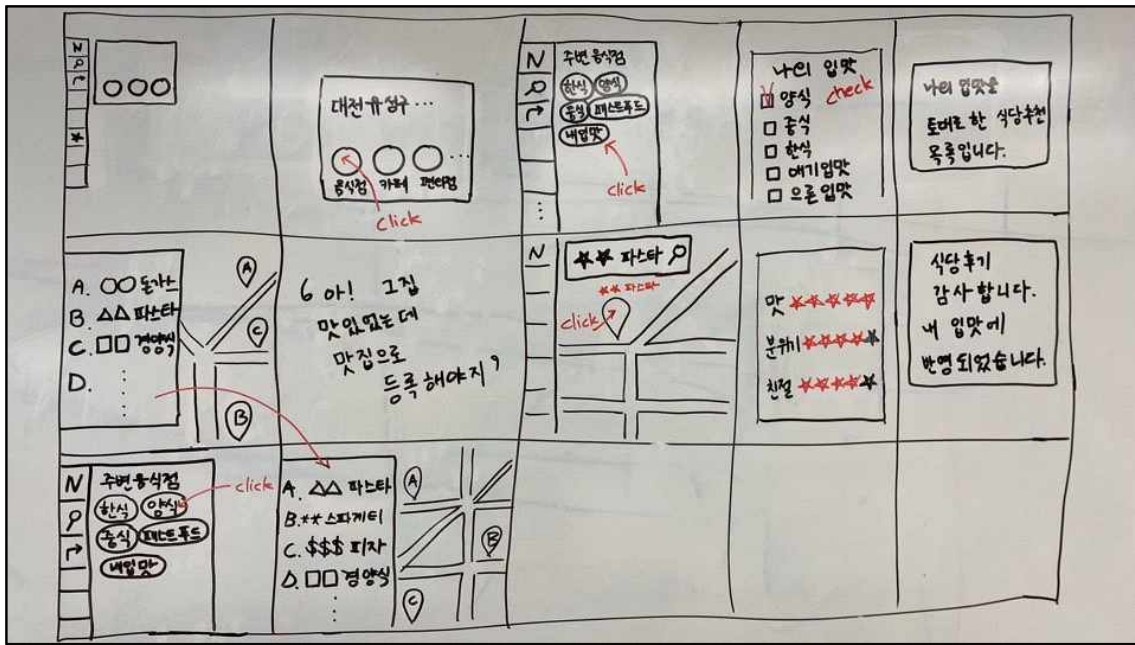 N
대전 유성구 …
음식점 카페 편의점
click
N
주변 음식점
한식 양식
중식 패스트푸드
내입맛
click
나의 입맛
양식 check
중식
한식
애기입맛
으른입맛
나의 입맛을
토대로 한 식당추천
목록입니다.
A. ○○ 돈가스
B. △△ 파스타
C. □□ 경양식
D.
A
C
B
6 아! 그집
맛있었는데
맛집으로
등록해야지 9
N
** 파스타
** 파스타
click
맛 ★★★★★
분위기 ★★★★★
친절 ★★★★★
식당후기
감사합니다.
내 입맛에
반영되었습니다.
N
주변음식점
한식 양식 click
중식 패스트푸드
내입맛
A. △△ 파스타
B. ** 스파게티
C. $$$ 피자
D. □□ 경양식
A
B
C